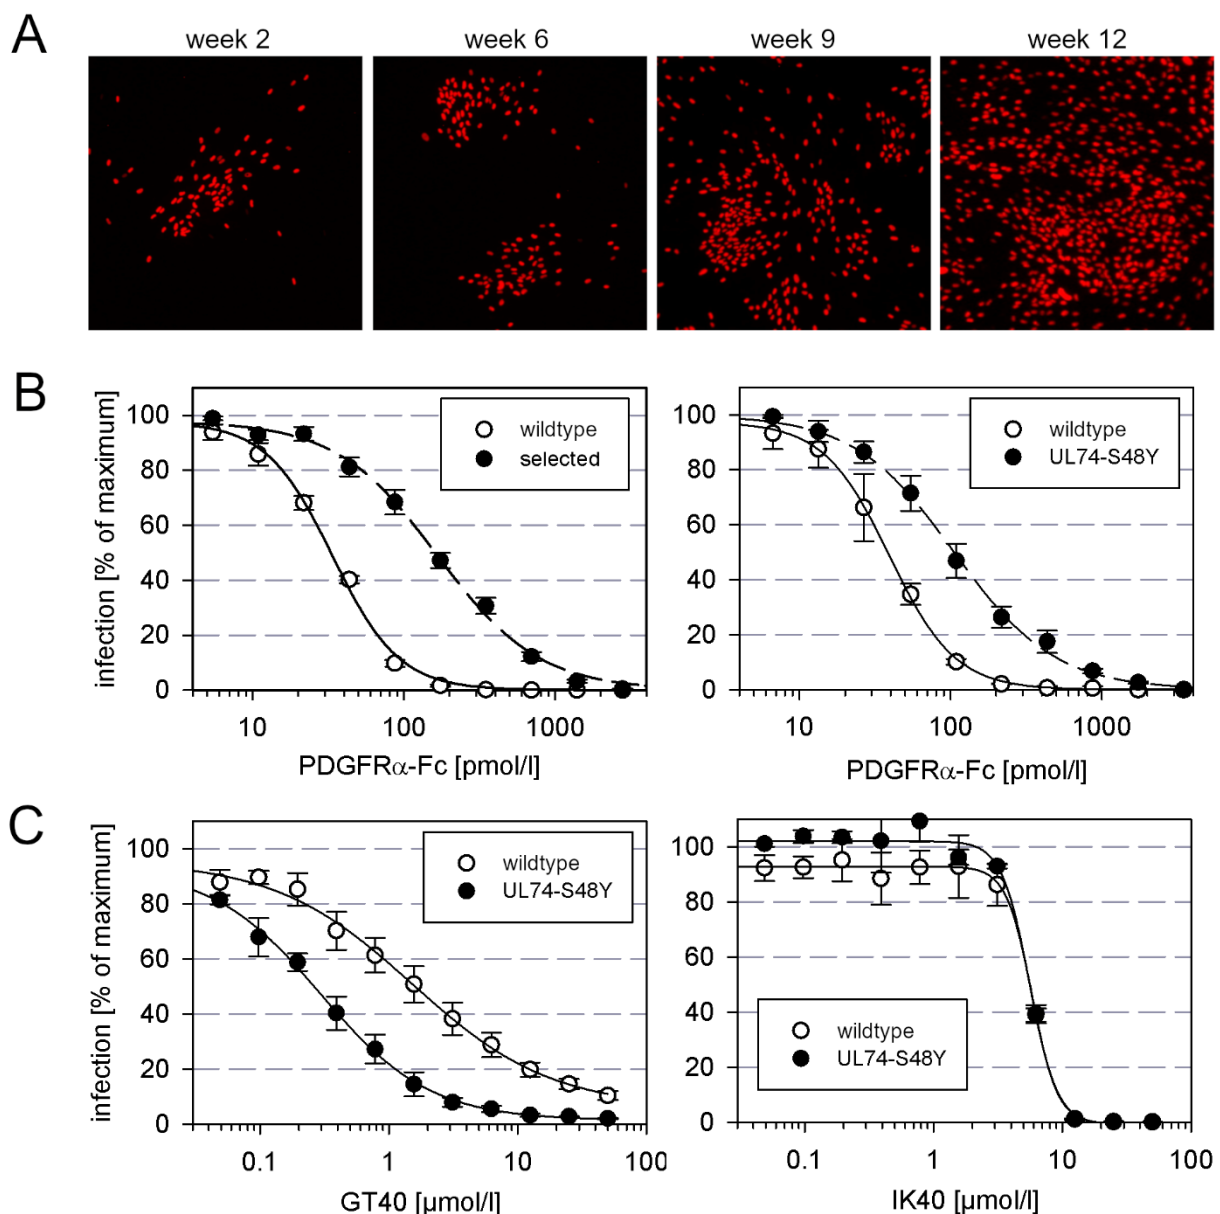 A
week 2 week 6 week 9 week 12
B
infection [% of maximum]
100
80
60
40
20
0
wildtype
selected
10 100 1000
PDGFRα-Fc [pmol/l]
100
80
60
40
20
0
wildtype
UL74-S48Y
10 100 1000
PDGFRα-Fc [pmol/l]
C
infection [% of maximum]
100
80
60
40
20
0
wildtype
UL74-S48Y
0.1 1 10 100
GT40 [µmol/l]
100
80
60
40
20
0
wildtype
UL74-S48Y
0.1 1 10 100
IK40 [µmol/l]